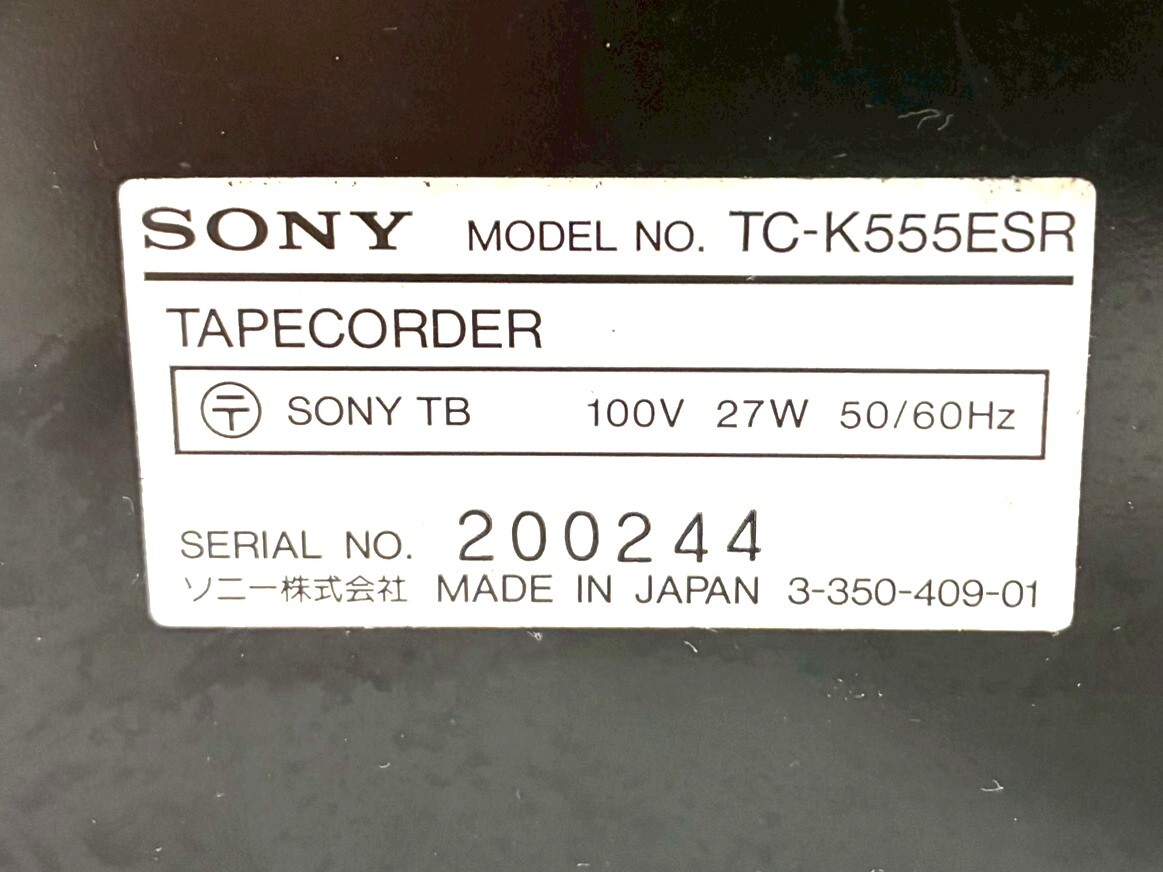 SONY MODEL NO. TC-K555ESR
TAPECORDER
〒 SONY TB 100V 27W 50/60Hz
SERIAL NO. 200244
ソニー株式会社 MADE IN JAPAN 3-350-409-01